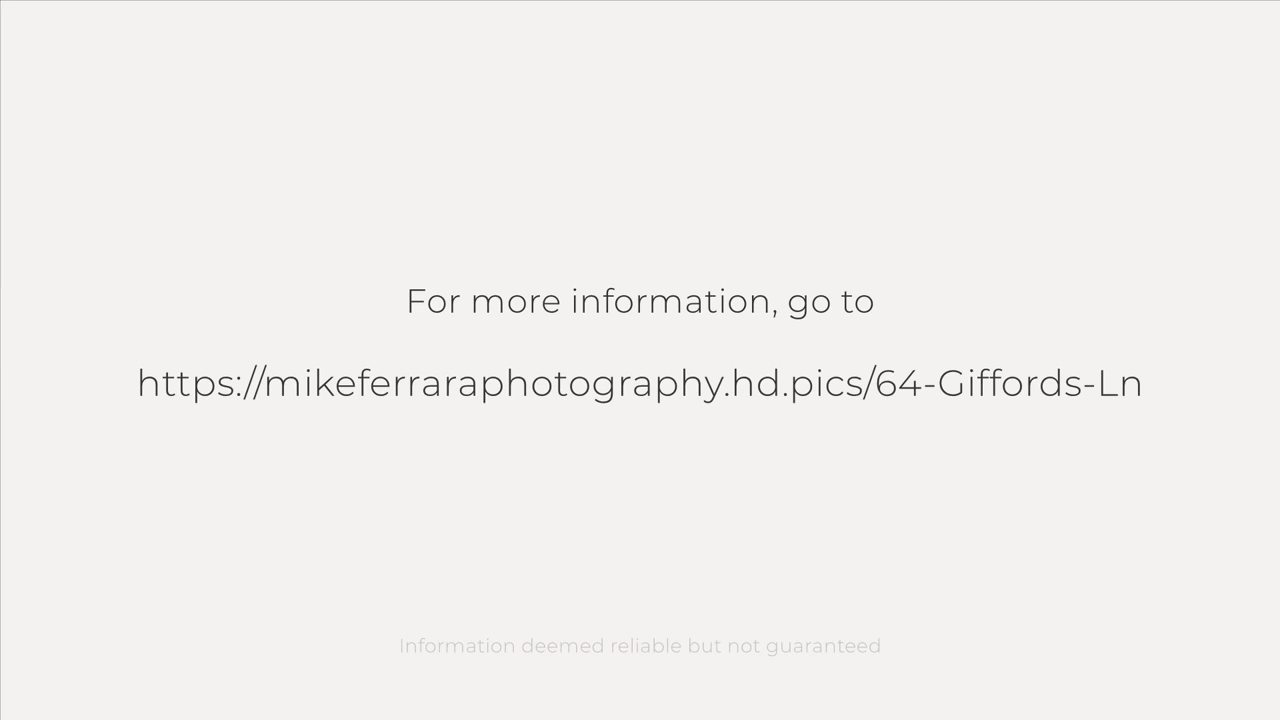 For more information, go to
https://mikeferraraphotography.hd.pics/64-Giffords-Ln
Information deemed reliable but not guaranteed